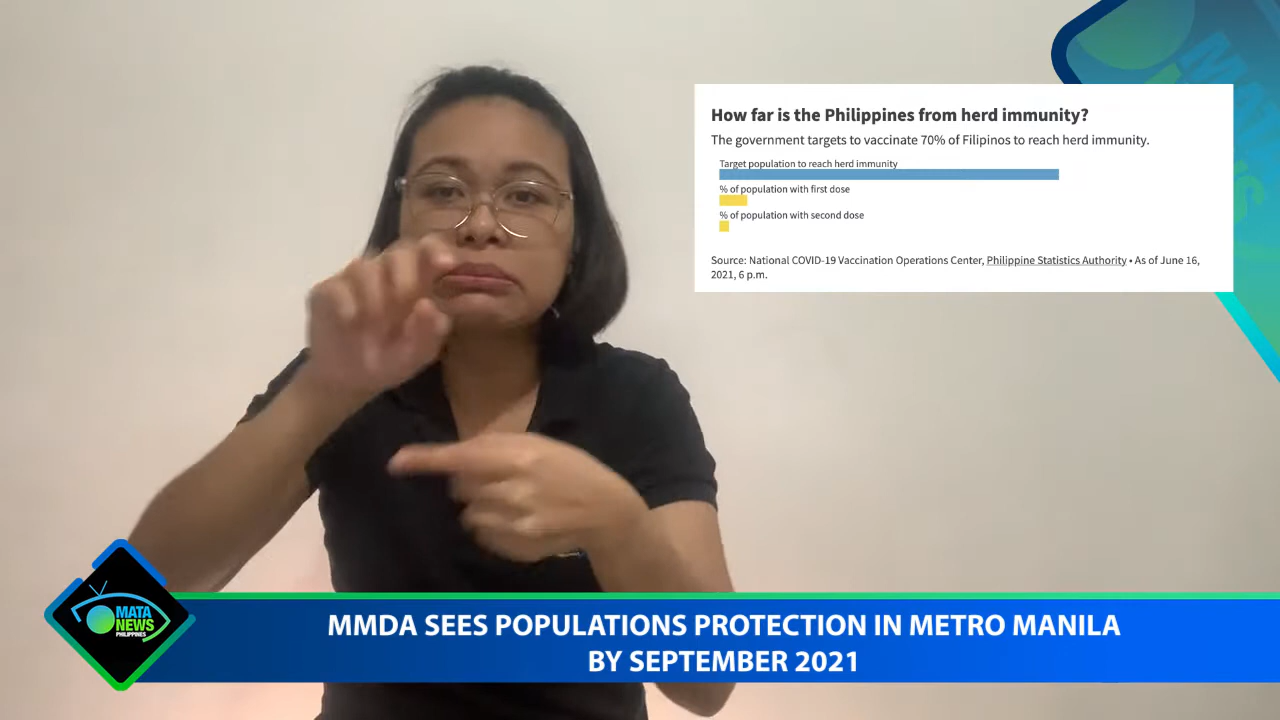 How far is the Philippines from herd immunity?
The government targets to vaccinate 70% of Filipinos to reach herd immunity.
Target population to reach herd immunity
% of population with first dose
% of population with second dose
Source: National COVID-19 Vaccination Operations Center, Philippine Statistics Authority • As of June 16,
2021, 6 p.m.
MATA
NEWS
PHILIPPINES
MMDA SEES POPULATIONS PROTECTION IN METRO MANILA
BY SEPTEMBER 2021